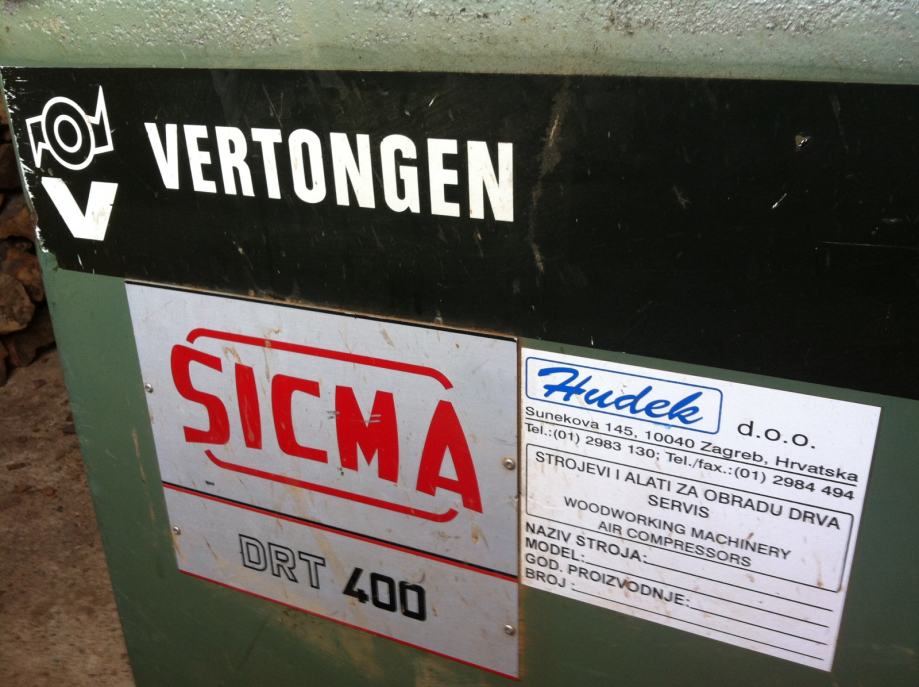 VERTONGEN
V
SICMA
DRT 400
Hudek d.o.o.
Sunekova 145, 10040 Zagreb, Hrvatska
Tel.:(01) 2983 130; Tel./fax.:(01) 2984 494
STROJEVI I ALATI ZA OBRADU DRVA
SERVIS
WOODWORKING MACHINERY
AIR COMPRESSORS
NAZIV STROJA:
MODEL:
GOD. PROIZVODNJE:
BROJ :